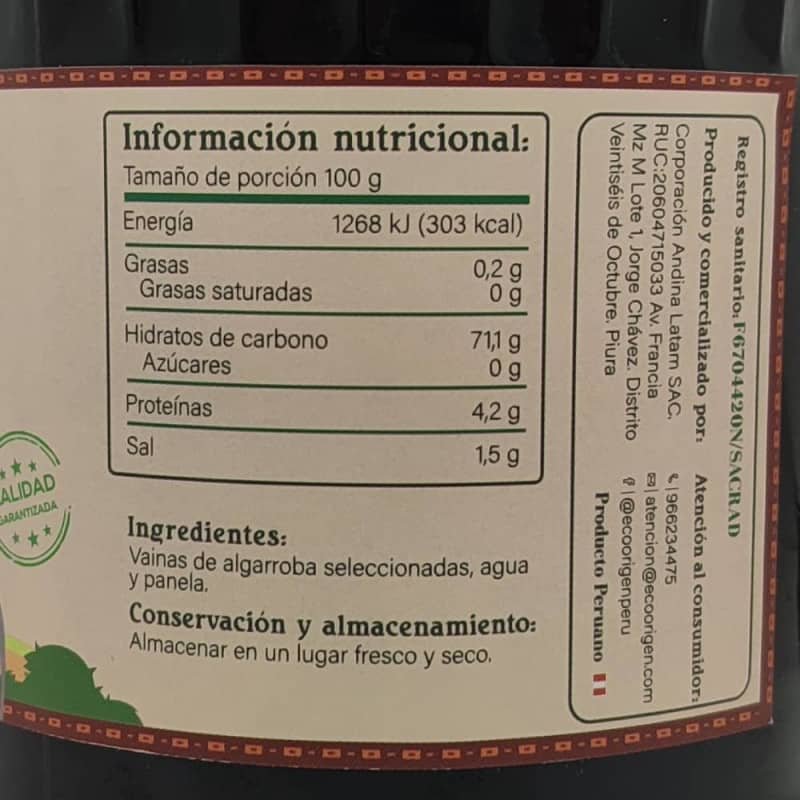 Información nutricional:
Tamaño de porción 100 g
Energía 1268 kJ (303 kcal)
Grasas 0,2 g
Grasas saturadas 0 g
Hidratos de carbono 71,1 g
Azúcares 0 g
Proteínas 4,2 g
Sal 1,5 g
Ingredientes:
Vainas de algarroba seleccionadas, agua
y panela.
Conservación y almacenamiento:
Almacenar en un lugar fresco y seco.
ALIDAD
GARANTIZADA
Registro sanitario: F6704420N/SACRAD
Producido y comercializado por:
Corporación Andina Latam SAC.
RUC:20604715033 Av. Francia
Mz M Lote 1, Jorge Chávez. Distrito
Veintiséis de Octubre. Piura
Atención al consumidor:
| 966234475
| atencion@ecoorigen.com
| @ecoorigenperu
Producto Peruano